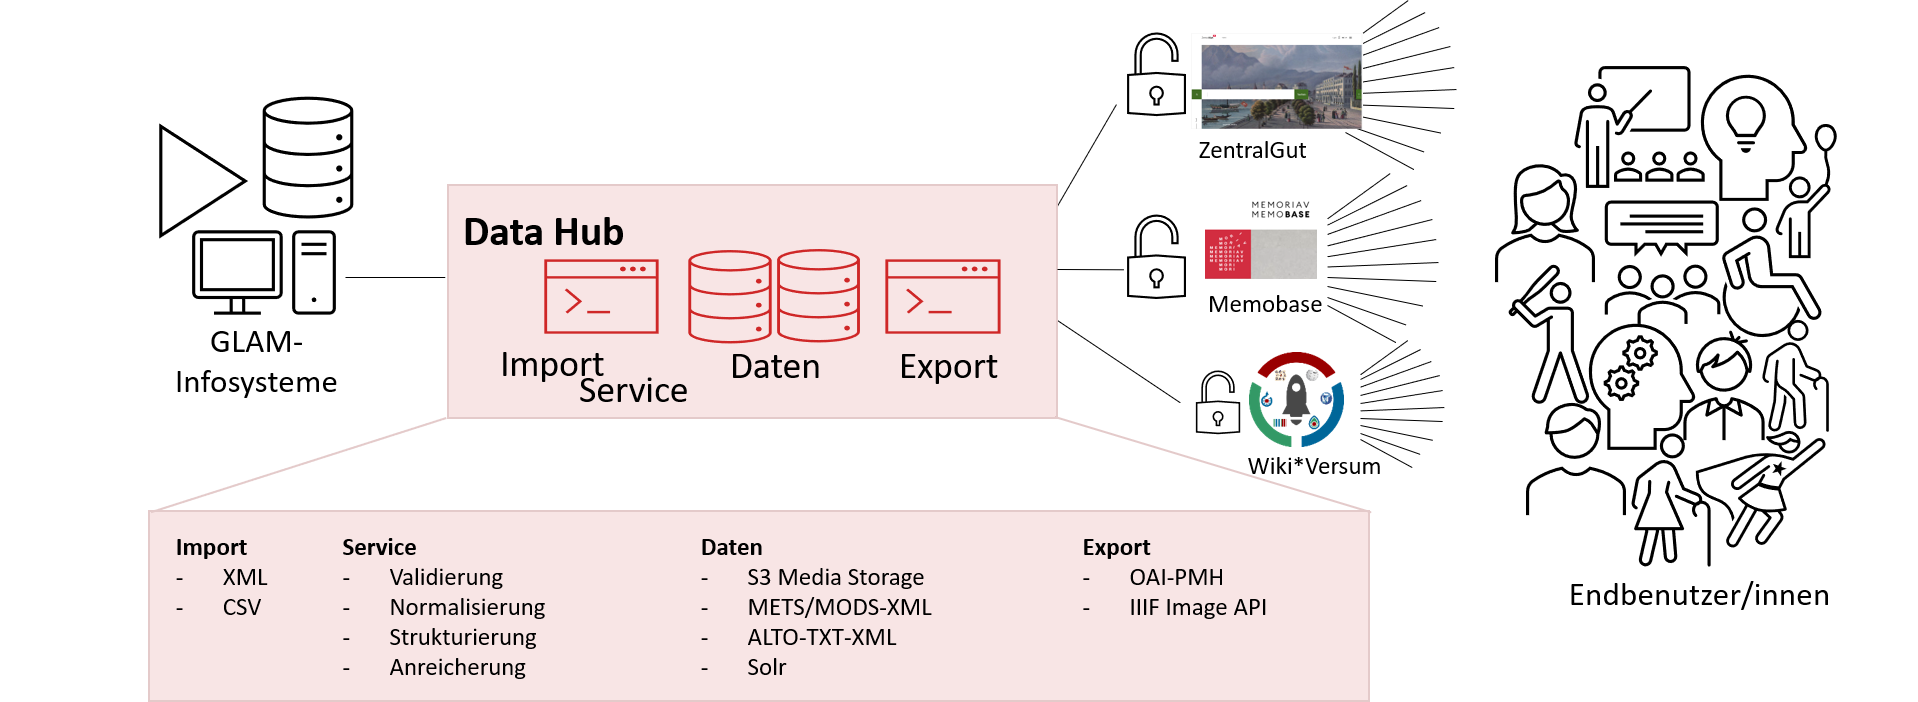 GLAM-
Infosysteme
Data Hub
Import
Service
Daten
Export
ZentralGut
MEMORIAV
MEMOBASE
Memobase
Wiki*Versum
Endbenutzer/innen
Import
- XML
- CSV
Service
- Validierung
- Normalisierung
- Strukturierung
- Anreicherung
Daten
- S3 Media Storage
- METS/MODS-XML
- ALTO-TXT-XML
- Solr
Export
- OAI-PMH
- IIIF Image API